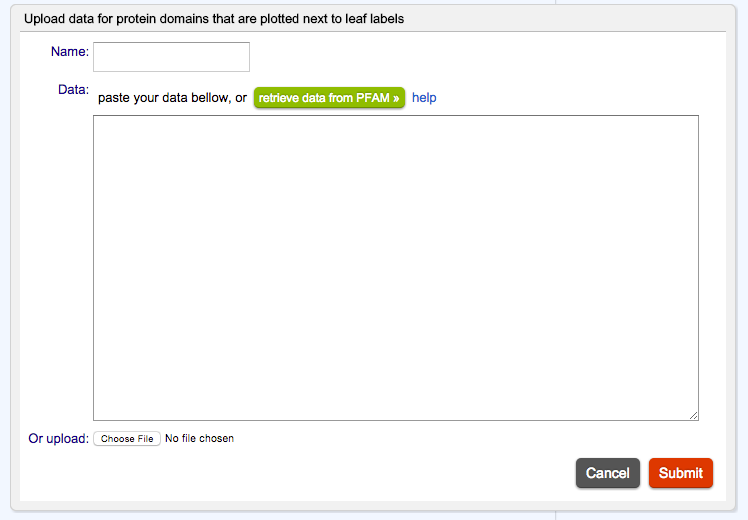 Upload data for protein domains that are plotted next to leaf labels
Name:
Data: paste your data bellow, or retrieve data from PFAM » help
Or upload: Choose File No file chosen
Cancel Submit